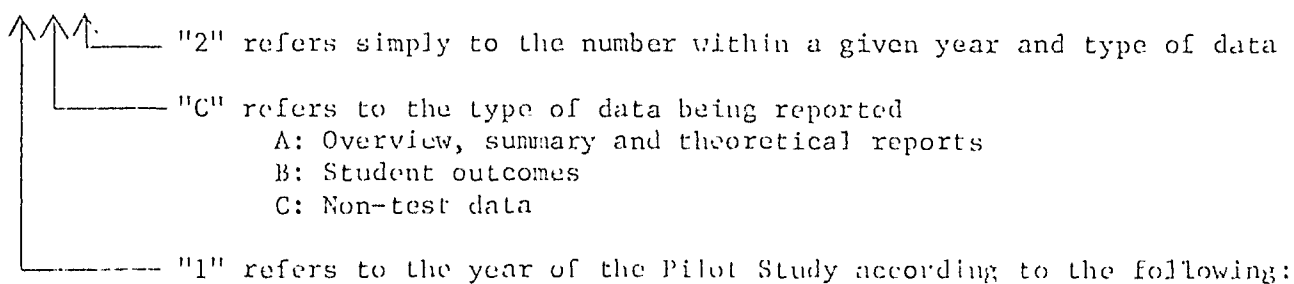 "2" refers simply to the number within a given year and type of data
"C" refers to the type of data being reported
A: Overview, summary and theoretical reports
B: Student outcomes
C: Non-test data
"1" refers to the year of the Pilot Study according to the following: